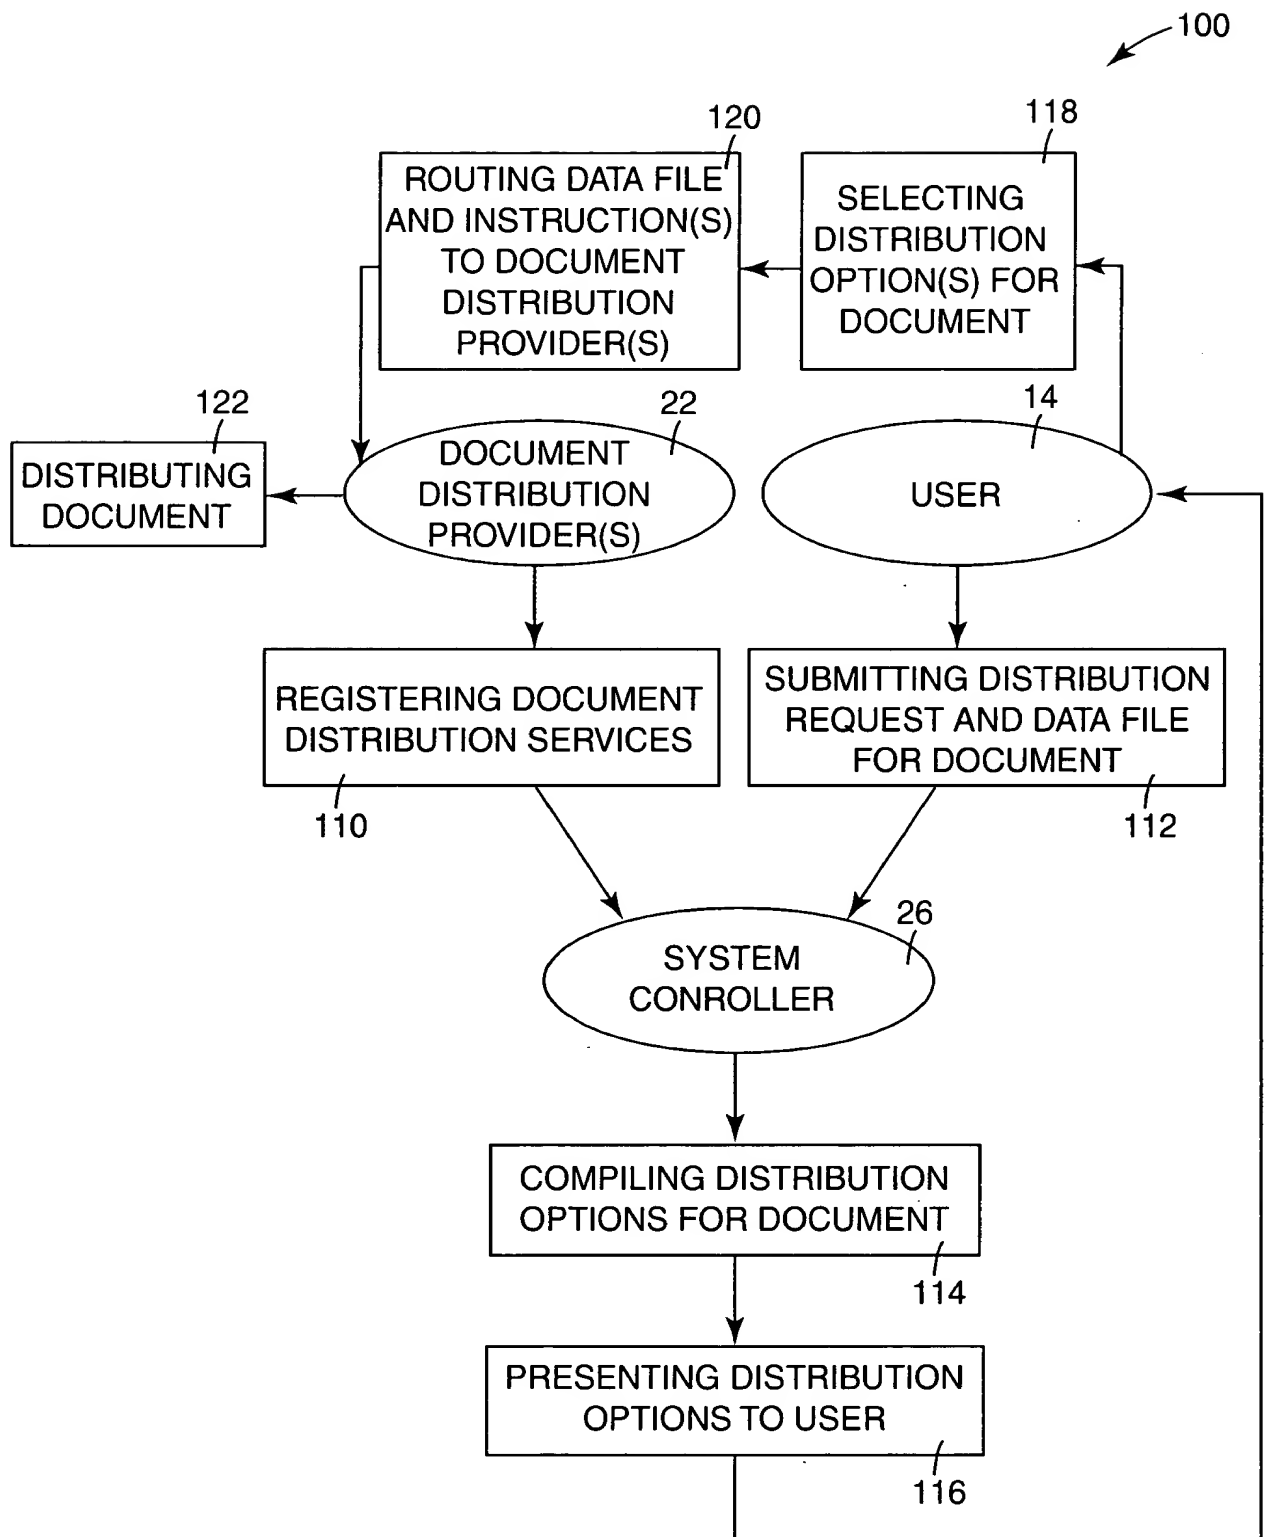 100
120
118
ROUTING DATA FILE
AND INSTRUCTION(S)
TO DOCUMENT
DISTRIBUTION
PROVIDER(S)
SELECTING
DISTRIBUTION
OPTION(S) FOR
DOCUMENT
122
22
14
DISTRIBUTING
DOCUMENT
DOCUMENT
DISTRIBUTION
PROVIDER(S)
USER
REGISTERING DOCUMENT
DISTRIBUTION SERVICES
SUBMITTING DISTRIBUTION
REQUEST AND DATA FILE
FOR DOCUMENT
110
112
26
SYSTEM
CONROLLER
COMPILING DISTRIBUTION
OPTIONS FOR DOCUMENT
114
PRESENTING DISTRIBUTION
OPTIONS TO USER
116